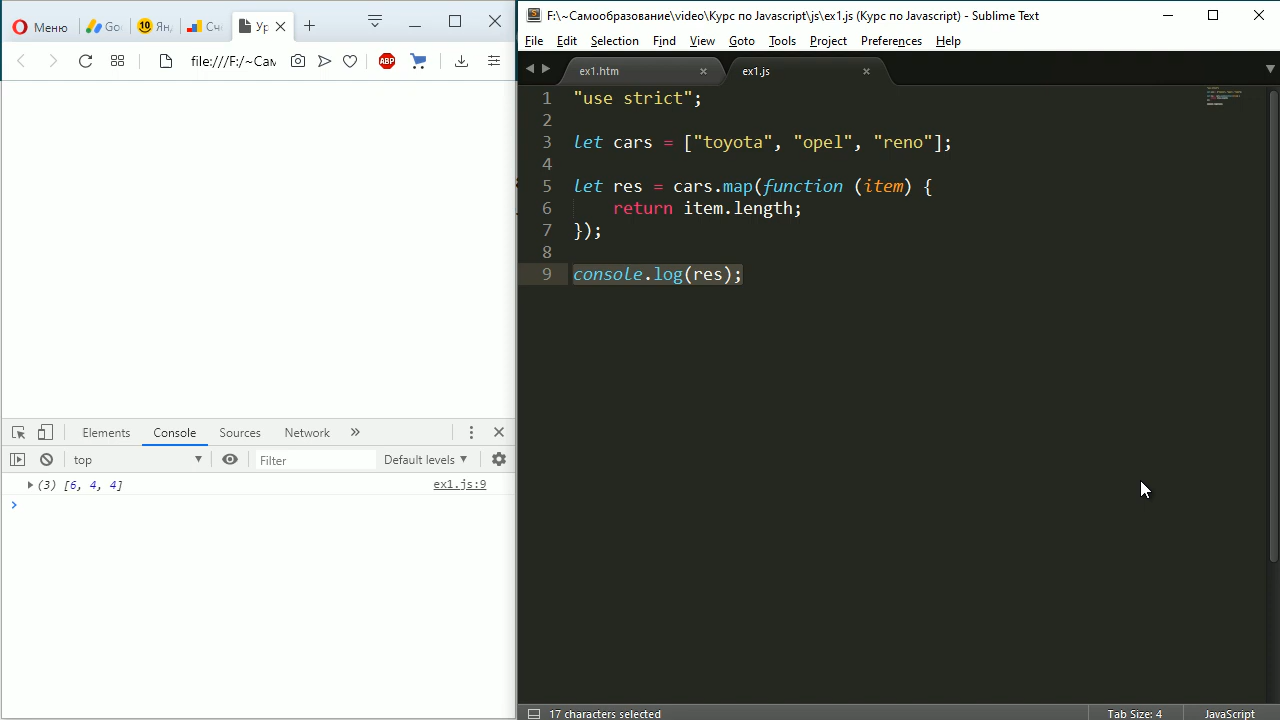 Меню
Go
10 Ян
Сч
Ур
file:///F:/~Сам
ABP
Elements Console Sources Network »
top Filter Default levels
(3) [6, 4, 4] ex1.js:9
F:\~Самообразование\video\Курс по Javascript\js\ex1.js (Курс по Javascript) - Sublime Text
File Edit Selection Find View Goto Tools Project Preferences Help
ex1.htm ex1.js
1 "use strict";
2
3 let cars = ["toyota", "opel", "reno"];
4
5 let res = cars.map(function (item) {
6 return item.length;
7 });
8
9 console.log(res);
17 characters selected Tab Size: 4 JavaScript